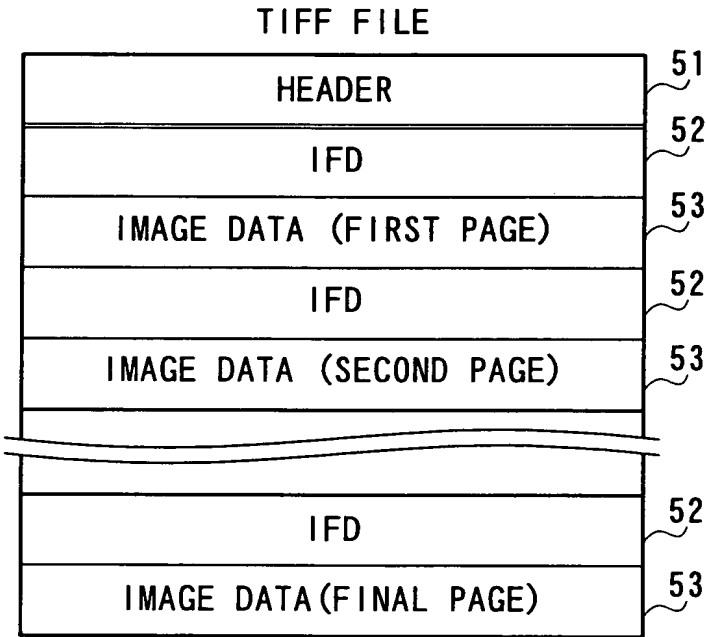 TIFF FILE
HEADER 51
IFD 52
IMAGE DATA (FIRST PAGE) 53
IFD 52
IMAGE DATA (SECOND PAGE) 53
IFD 52
IMAGE DATA(FINAL PAGE) 53